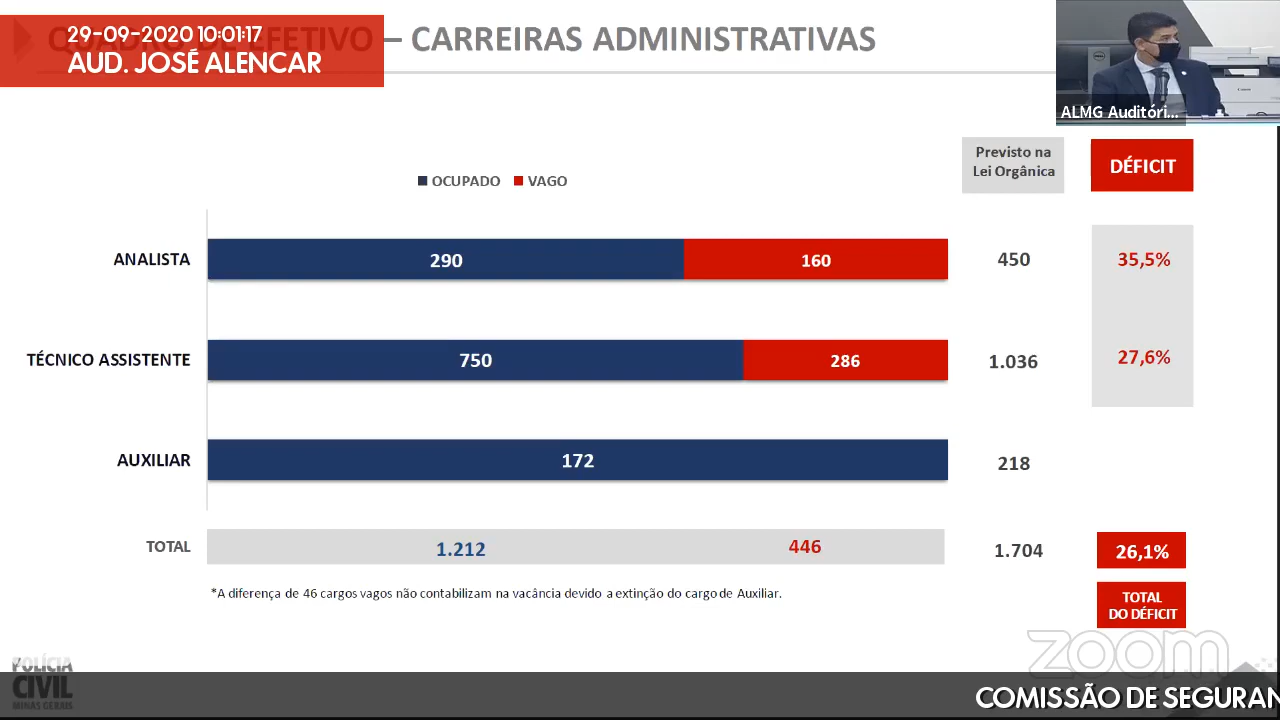 29-09-2020 10:01:17
QUADRO DE EFETIVO – CARREIRAS ADMINISTRATIVAS
AUD. JOSÉ ALENCAR
ALMG Auditóri...
Previsto na
Lei Orgânica
DÉFICIT
OCUPADO VAGO
ANALISTA 290 160 450 35,5%
TÉCNICO ASSISTENTE 750 286 1.036 27,6%
AUXILIAR 172 218
TOTAL 1.212 446 1.704 26,1%
*A diferença de 46 cargos vagos não contabilizam na vacância devido a extinção do cargo de Auxiliar.
TOTAL
DO DÉFICIT
zoom
POLÍCIA
CIVIL
MINAS GERAIS
COMISSÃO DE SEGURAN